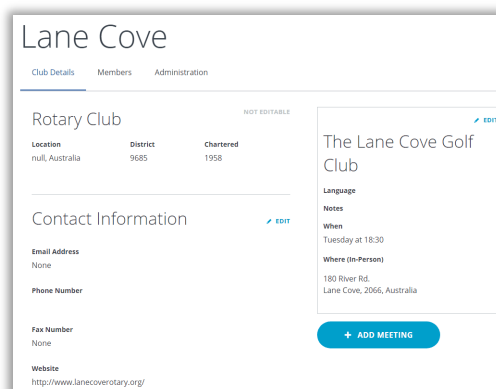 Lane Cove
Club Details Members Administration
Rotary Club
NOT EDITABLE
Location District Chartered
null, Australia 9685 1958
Contact Information
EDIT
Email Address
None
Phone Number
Fax Number
None
Website
http://www.lanecoverotary.org/
EDIT
The Lane Cove Golf
Club
Language
Notes
When
Tuesday at 18:30
Where (In-Person)
180 River Rd.
Lane Cove, 2066, Australia
+ ADD MEETING